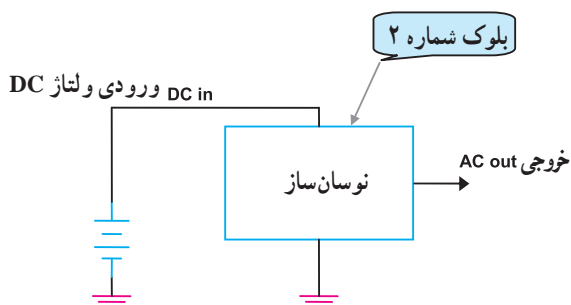 بلوک شماره ۲
ورودی ولتاژ DC
DC in
نوسان‌ساز
خروجی AC out